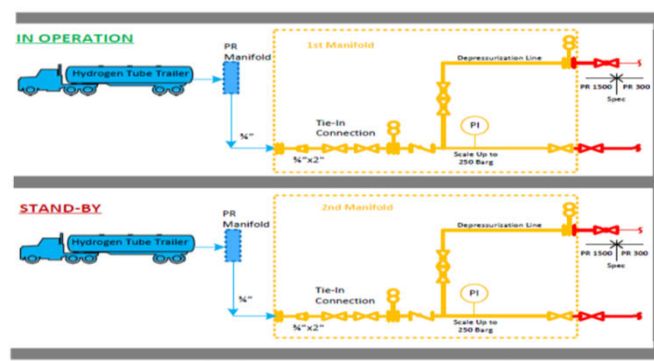 IN OPERATION
Hydrogen Tube Trailer
PR
Manifold
¾"
1st Manifold
Depressurization Line
Tie-In
Connection
¾"x2"
PI
Scale Up to
250 Barg
PR 1500
PR 300
Spec
STAND-BY
Hydrogen Tube Trailer
PR
Manifold
¾"
2nd Manifold
Depressurization Line
Tie-In
Connection
¾"x2"
PI
Scale Up to
250 Barg
PR 1500
PR 300
Spec